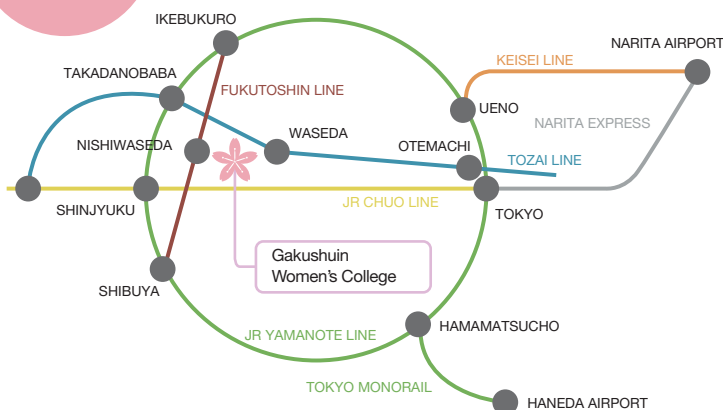 IKEBUKURO
NARITA AIRPORT
KEISEI LINE
TAKADANOBABA
FUKUTOSHIN LINE
UENO
NARITA EXPRESS
WASEDA
NISHIWASEDA
OTEMACHI
TOZAI LINE
JR CHUO LINE
SHINJYUKU
TOKYO
Gakushuin
Women's College
SHIBUYA
JR YAMANOTE LINE
HAMAMATSUCHO
TOKYO MONORAIL
HANEDA AIRPORT